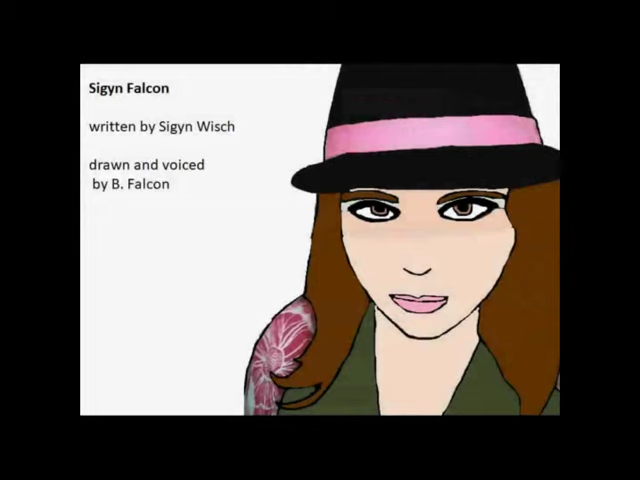 Sigyn Falcon
written by Sigyn Wisch
drawn and voiced
by B. Falcon